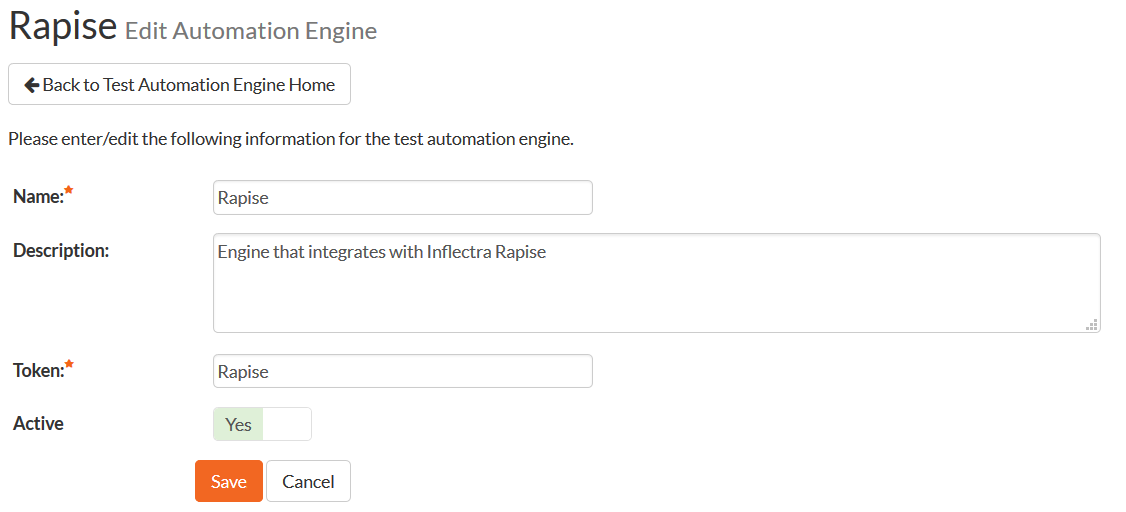 Rapise Edit Automation Engine
Back to Test Automation Engine Home
Please enter/edit the following information for the test automation engine.
Name:* Rapise
Description: Engine that integrates with Inflectra Rapise
Token:* Rapise
Active Yes
Save Cancel